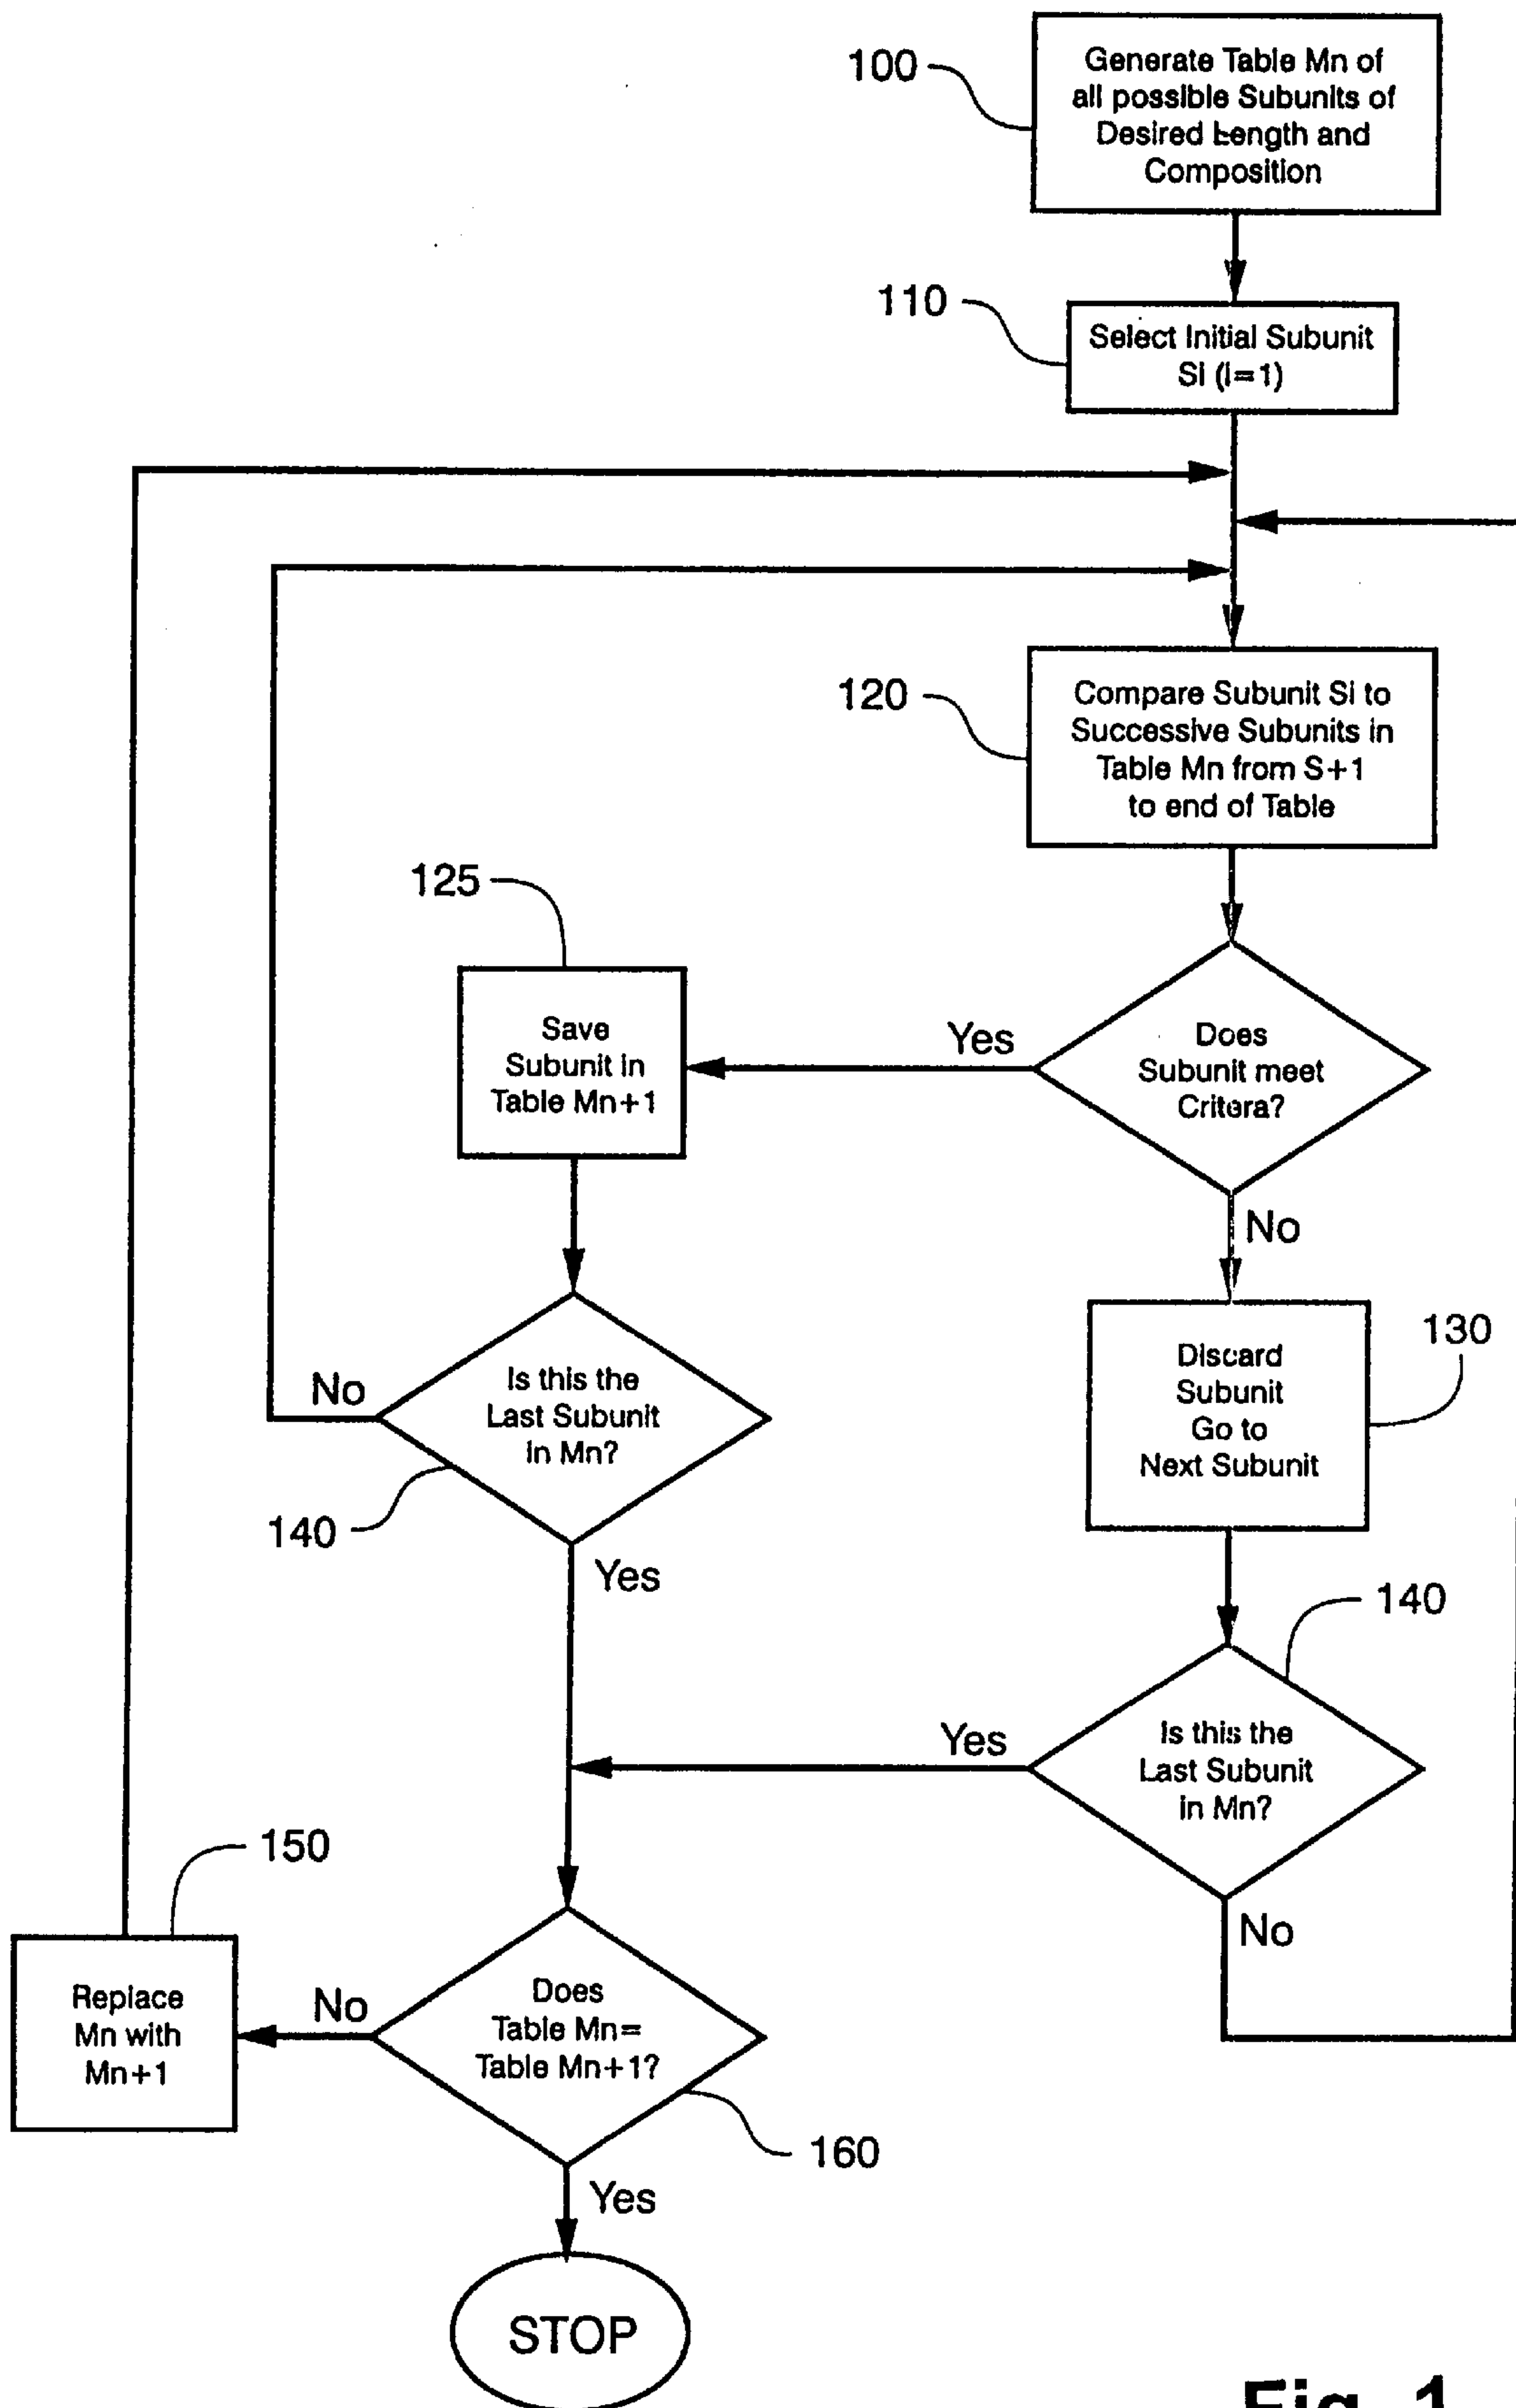 100
Generate Table Mn of
all possible Subunits of
Desired Length and
Composition
110
Select Initial Subunit
Si (i=1)
120
Compare Subunit Si to
Successive Subunits in
Table Mn from S+1
to end of Table
125
Save
Subunit in
Table Mn+1
Yes
Does
Subunit meet
Critera?
No
130
Discard
Subunit
Go to
Next Subunit
No
Is this the
Last Subunit
in Mn?
140
Yes
140
Yes
Is this the
Last Subunit
in Mn?
No
150
Replace
Mn with
Mn+1
No
Does
Table Mn=
Table Mn+1?
160
Yes
STOP
Fig. 1